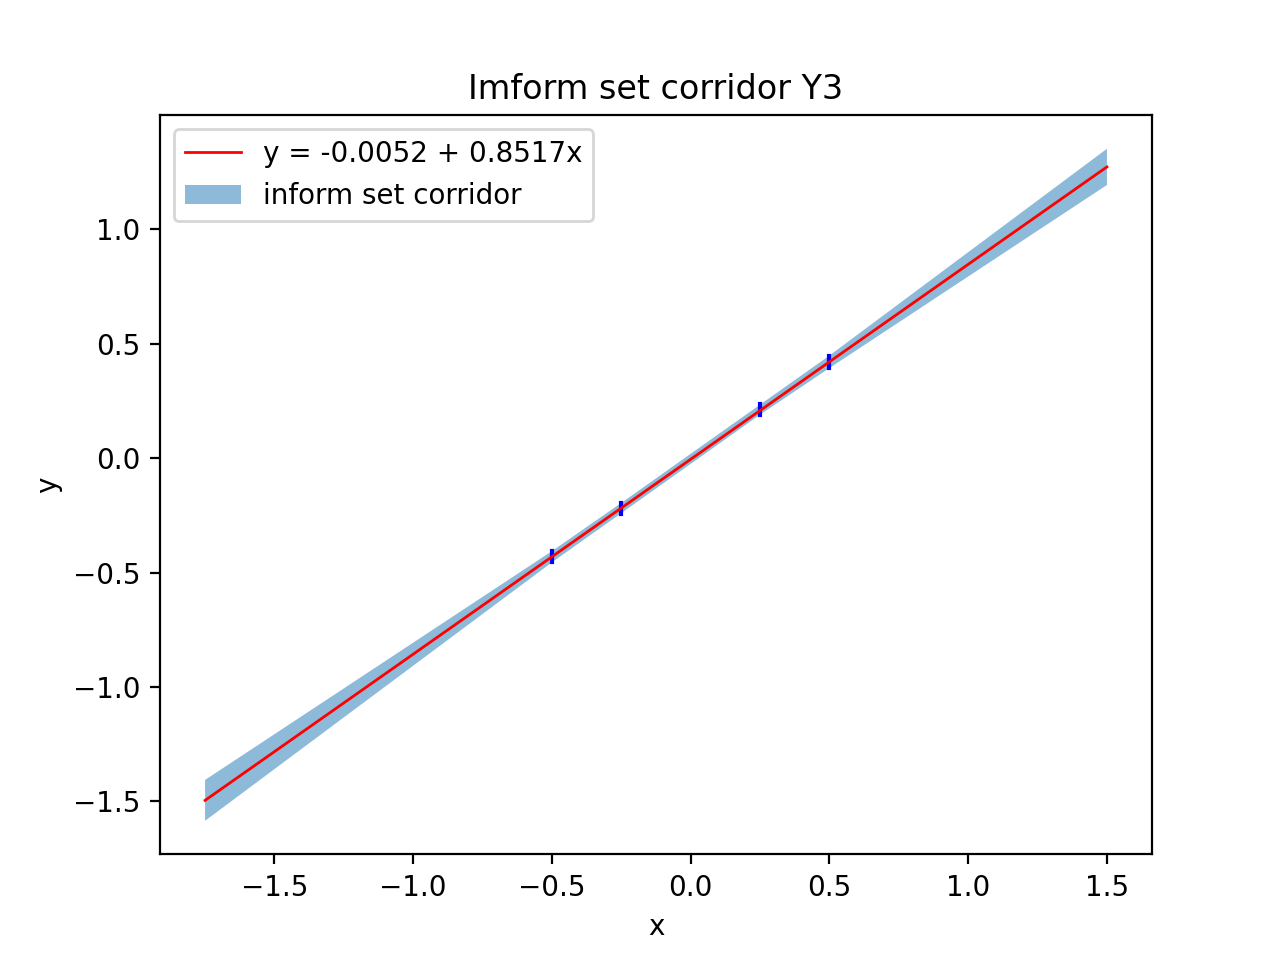 Imform set corridor Y3
y = -0.0052 + 0.8517x
inform set corridor
1.0
0.5
0.0
−0.5
−1.0
−1.5
y
−1.5 −1.0 −0.5 0.0 0.5 1.0 1.5
x